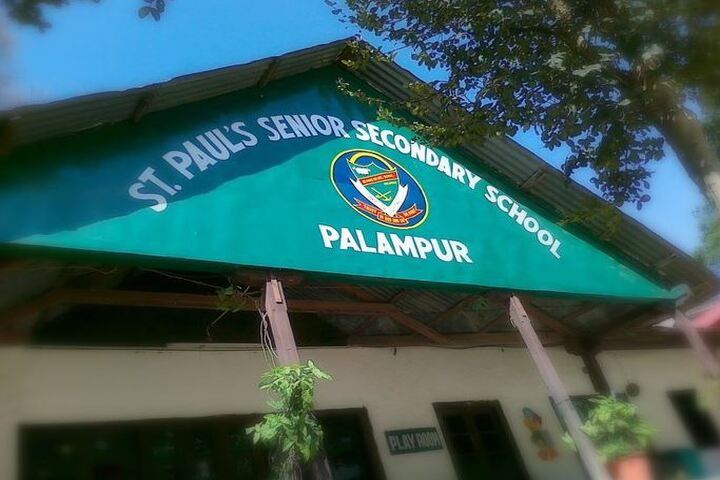 ST. PAUL'S SENIOR SECONDARY SCHOOL
PALAMPUR
PLAY ROOM